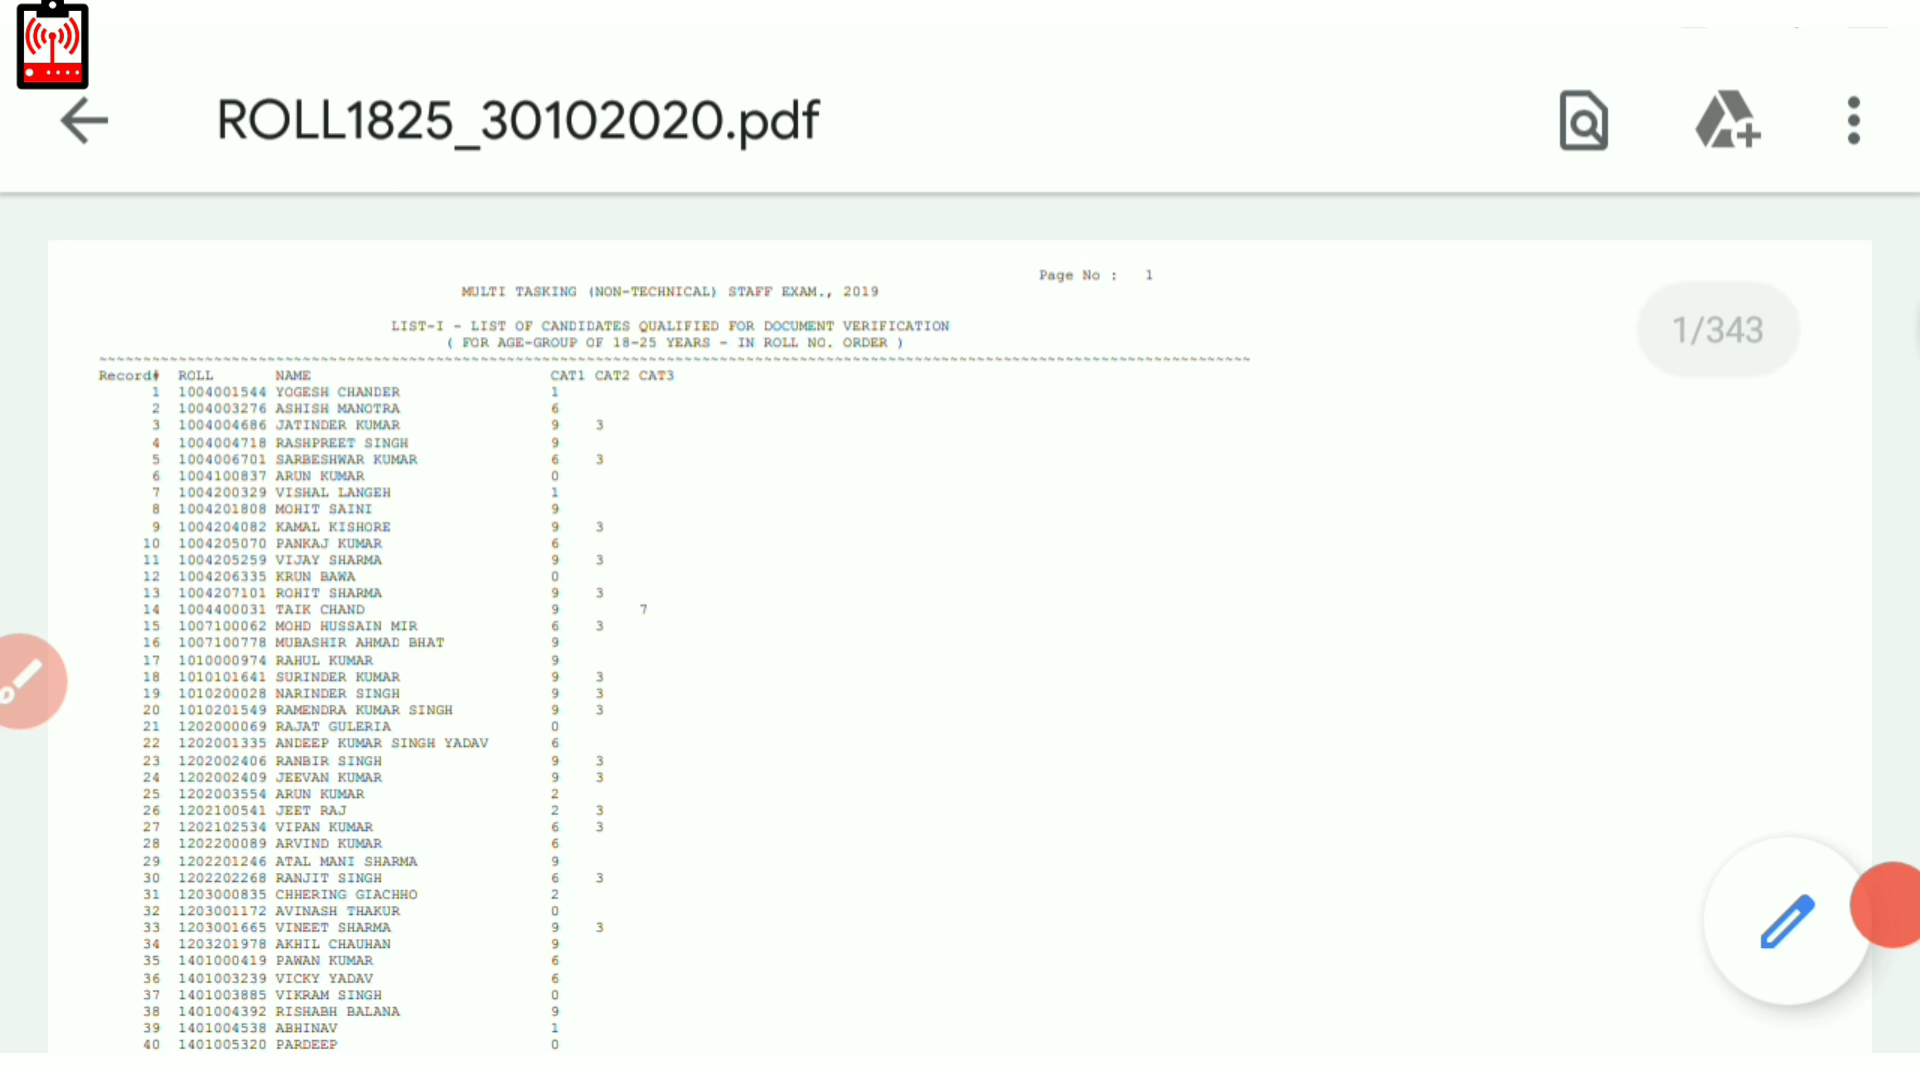 ROLL1825_30102020.pdf
Page No : 1
MULTI TASKING (NON-TECHNICAL) STAFF EXAM., 2019
1/343
LIST-I - LIST OF CANDIDATES QUALIFIED FOR DOCUMENT VERIFICATION
( FOR AGE-GROUP OF 18-25 YEARS - IN ROLL NO. ORDER )
Record# ROLL NAME CAT1 CAT2 CAT3
1 1004001544 YOGESH CHANDER 1
2 1004003276 ASHISH MANOTRA 6
3 1004004686 JATINDER KUMAR 9 3
4 1004004718 RASHPREET SINGH 9
5 1004006701 SARBESHWAR KUMAR 6 3
6 1004100837 ARUN KUMAR 0
7 1004200329 VISHAL LANGEH 1
8 1004201808 MOHIT SAINI 9
9 1004204082 KAMAL KISHORE 9 3
10 1004205070 PANKAJ KUMAR 6
11 1004205259 VIJAY SHARMA 9 3
12 1004206335 KRUN BAWA 0
13 1004207101 ROHIT SHARMA 9 3
14 1004400031 TAIK CHAND 9 7
15 1007100062 MOHD HUSSAIN MIR 6 3
16 1007100778 MUBASHIR AHMAD BHAT 9
17 1010000974 RAHUL KUMAR 9
18 1010101641 SURINDER KUMAR 9 3
19 1010200028 NARINDER SINGH 9 3
20 1010201549 RAMENDRA KUMAR SINGH 9 3
21 1202000069 RAJAT GULERIA 0
22 1202001335 ANDEEP KUMAR SINGH YADAV 6
23 1202002406 RANBIR SINGH 9 3
24 1202002409 JEEVAN KUMAR 9 3
25 1202003554 ARUN KUMAR 2
26 1202100541 JEET RAJ 2 3
27 1202102534 VIPAN KUMAR 6 3
28 1202200089 ARVIND KUMAR 6
29 1202201246 ATAL MANI SHARMA 9
30 1202202268 RANJIT SINGH 6 3
31 1203000835 CHHERING GIACHHO 2
32 1203001172 AVINASH THAKUR 0
33 1203001665 VINEET SHARMA 9 3
34 1203201978 AKHIL CHAUHAN 9
35 1401000419 PAWAN KUMAR 6
36 1401003239 VICKY YADAV 6
37 1401003885 VIKRAM SINGH 0
38 1401004392 RISHABH BALANA 9
39 1401004538 ABHINAV 1
40 1401005320 PARDEEP 0